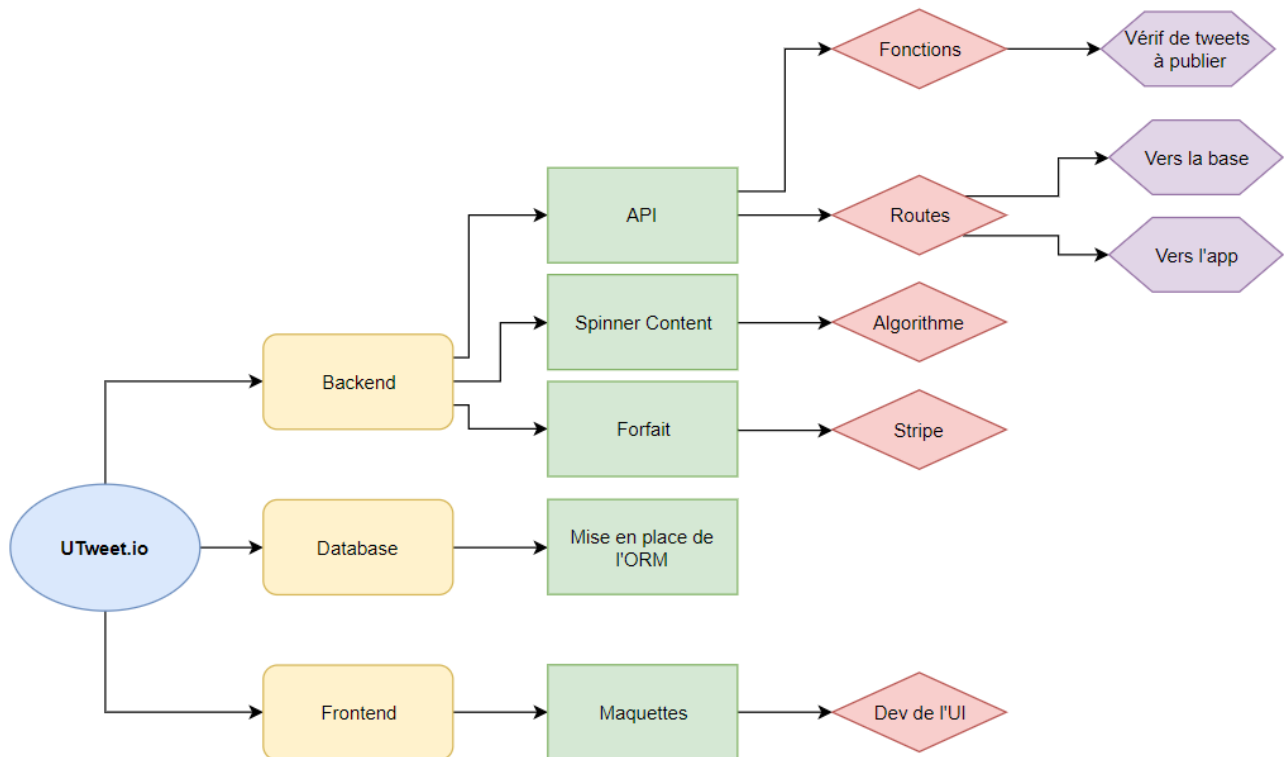 Fonctions
Vérif de tweets
à publier
API
Routes
Vers la base
Vers l'app
Spinner Content
Algorithme
Backend
Forfait
Stripe
UTweet.io
Database
Mise en place de
l'ORM
Frontend
Maquettes
Dev de l'UI